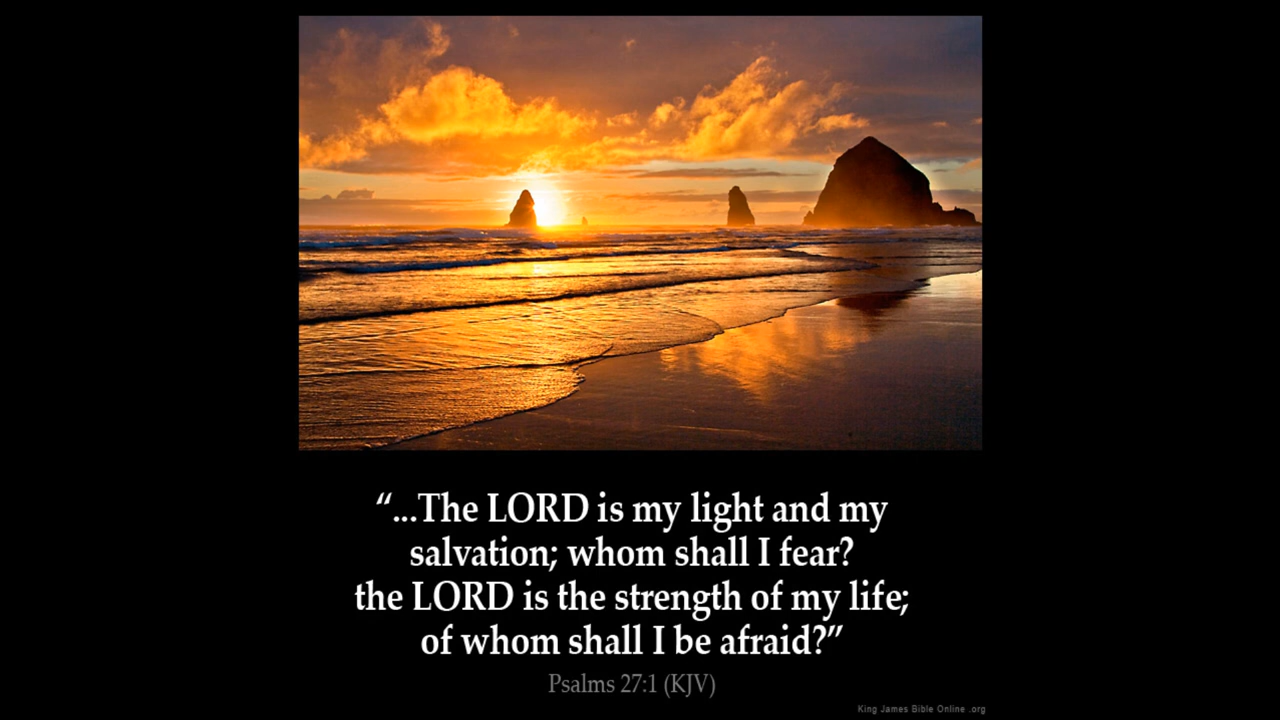 “...The LORD is my light and my
salvation; whom shall I fear?
the LORD is the strength of my life;
of whom shall I be afraid?”
Psalms 27:1 (KJV)
King James Bible Online .org